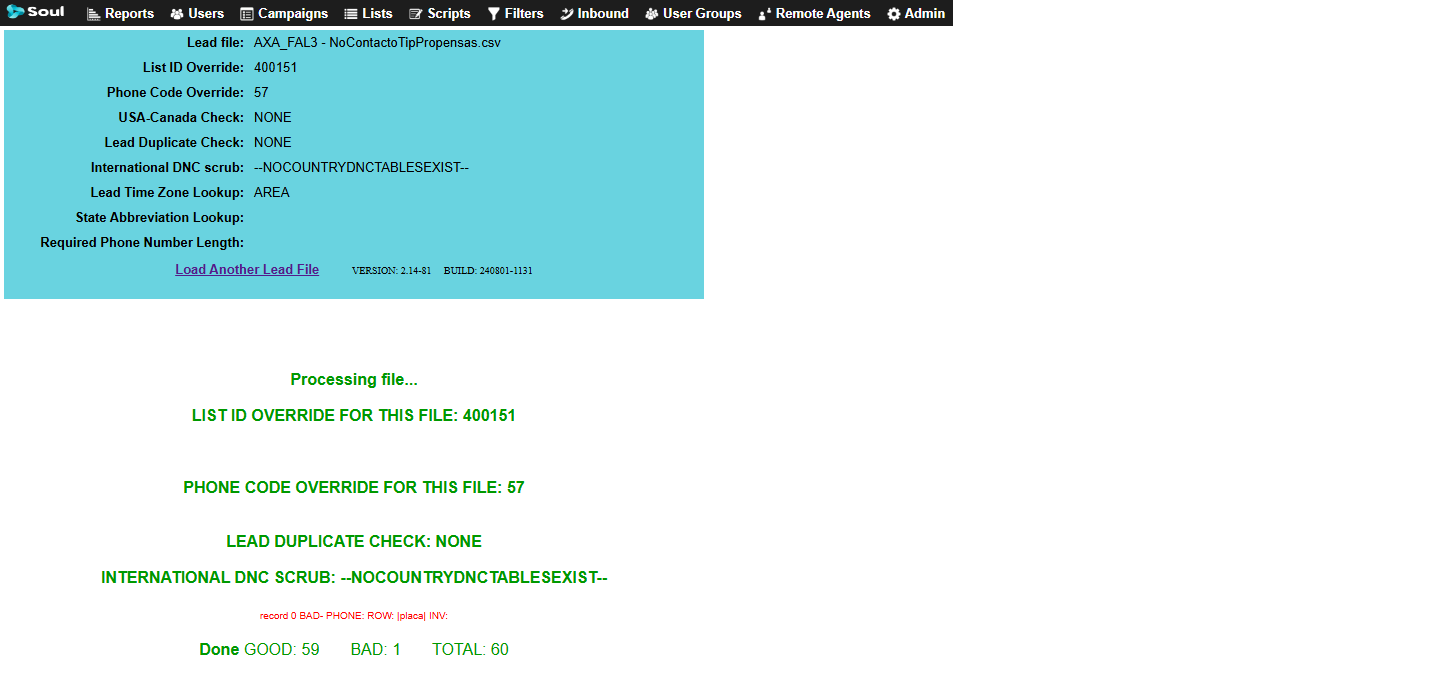 Soul Reports Users Campaigns Lists Scripts Filters Inbound User Groups Remote Agents Admin
Lead file: AXA_FAL3 - NoContactoTipPropensas.csv
List ID Override: 400151
Phone Code Override: 57
USA-Canada Check: NONE
Lead Duplicate Check: NONE
International DNC scrub: --NOCOUNTRYDNCTABLESEXIST--
Lead Time Zone Lookup: AREA
State Abbreviation Lookup:
Required Phone Number Length:
Load Another Lead File VERSION: 2.14-81 BUILD: 240801-1131
Processing file...
LIST ID OVERRIDE FOR THIS FILE: 400151
PHONE CODE OVERRIDE FOR THIS FILE: 57
LEAD DUPLICATE CHECK: NONE
INTERNATIONAL DNC SCRUB: --NOCOUNTRYDNCTABLESEXIST--
record 0 BAD- PHONE: ROW: |placa| INV:
Done GOOD: 59 BAD: 1 TOTAL: 60